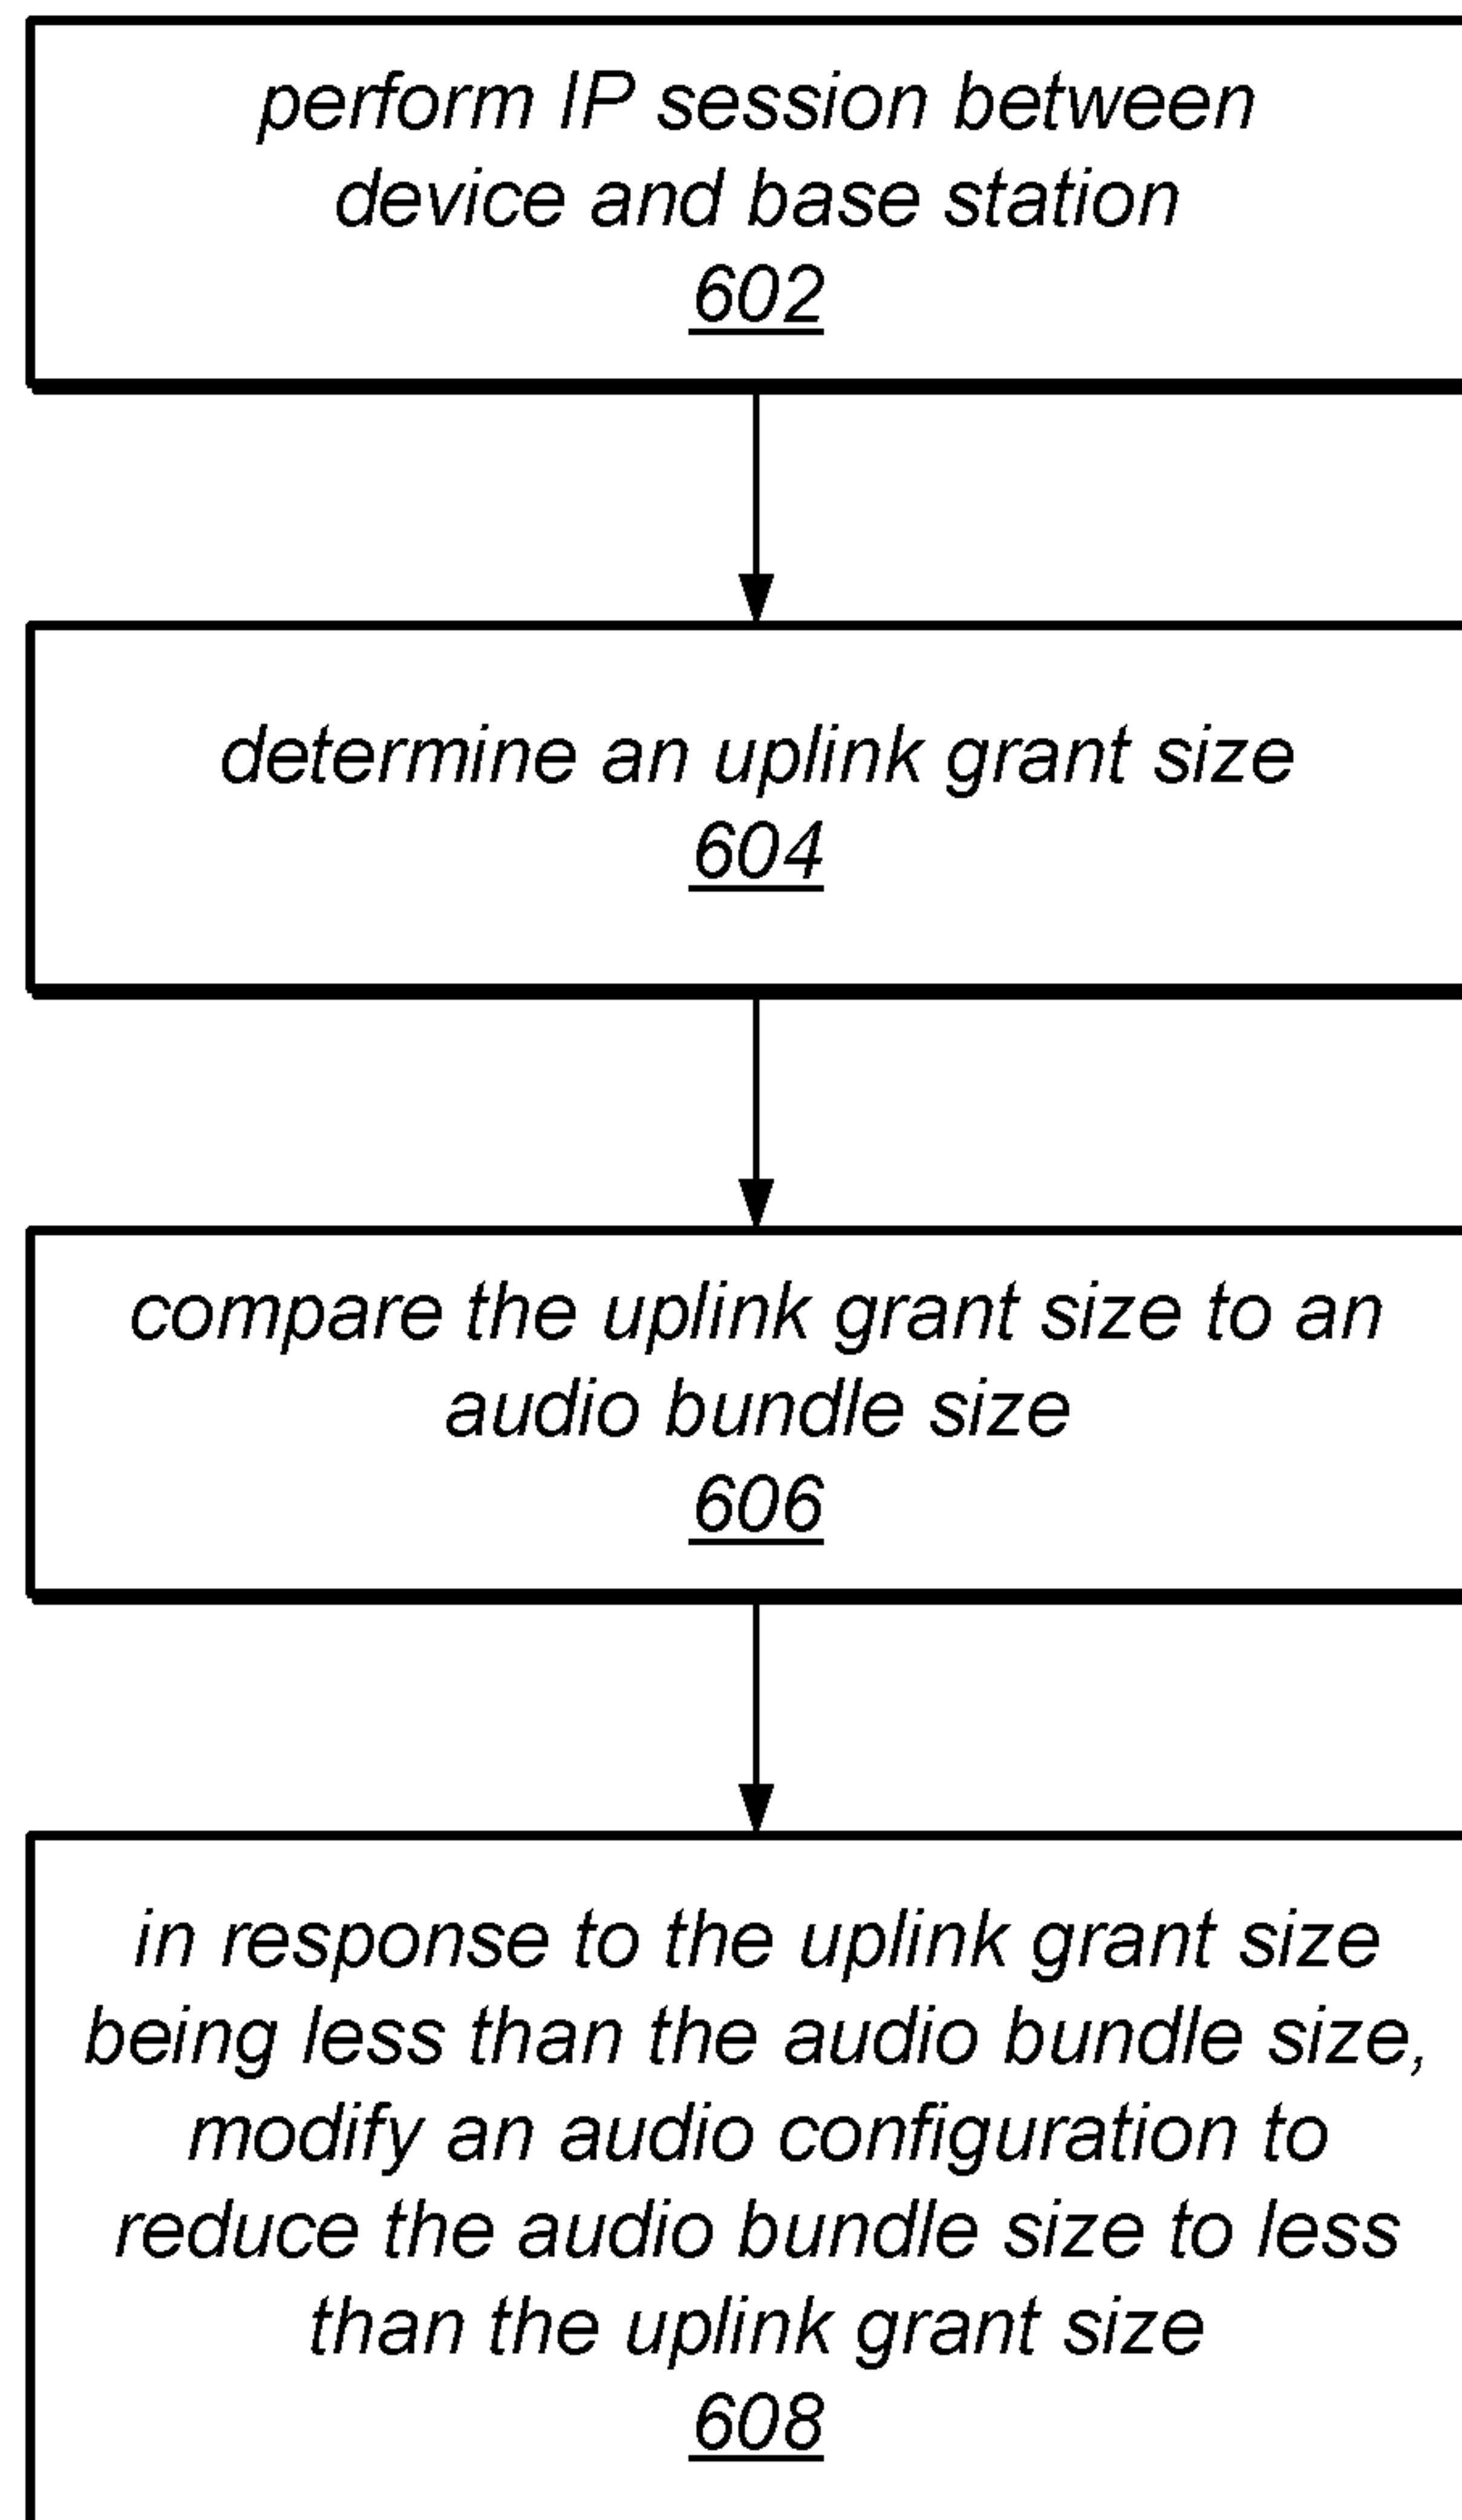 perform IP session between
device and base station
602
determine an uplink grant size
604
compare the uplink grant size to an
audio bundle size
606
in response to the uplink grant size
being less than the audio bundle size,
modify an audio configuration to
reduce the audio bundle size to less
than the uplink grant size
608